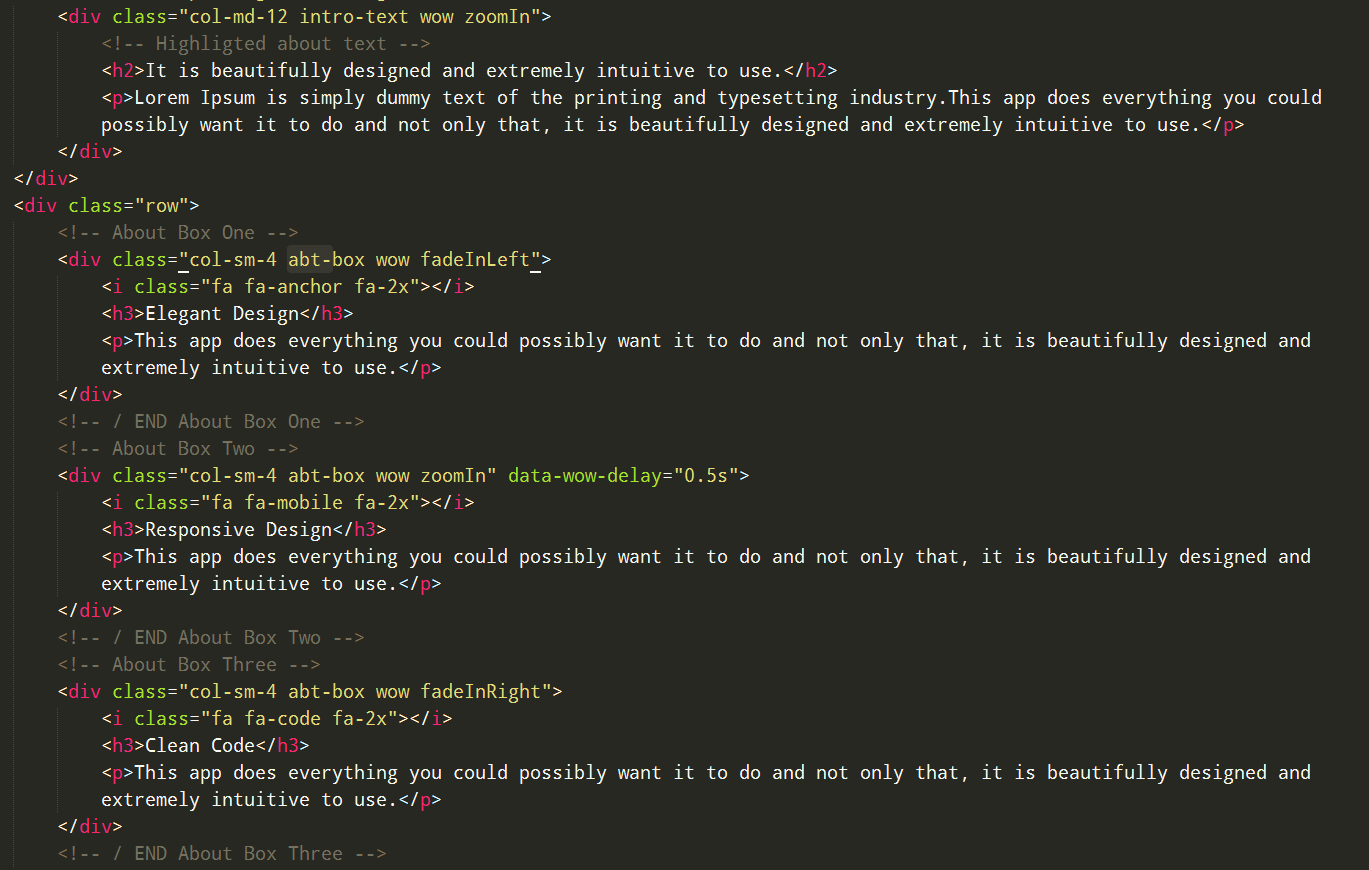 <div class="col-md-12 intro-text wow zoomIn">
<!-- Highligted about text -->
<h2>It is beautifully designed and extremely intuitive to use.</h2>
<p>Lorem Ipsum is simply dummy text of the printing and typesetting industry.This app does everything you could
possibly want it to do and not only that, it is beautifully designed and extremely intuitive to use.</p>
</div>
</div>
<div class="row">
<!-- About Box One -->
<div class="col-sm-4 abt-box wow fadeInLeft">
<i class="fa fa-anchor fa-2x"></i>
<h3>Elegant Design</h3>
<p>This app does everything you could possibly want it to do and not only that, it is beautifully designed and
extremely intuitive to use.</p>
</div>
<!-- / END About Box One -->
<!-- About Box Two -->
<div class="col-sm-4 abt-box wow zoomIn" data-wow-delay="0.5s">
<i class="fa fa-mobile fa-2x"></i>
<h3>Responsive Design</h3>
<p>This app does everything you could possibly want it to do and not only that, it is beautifully designed and
extremely intuitive to use.</p>
</div>
<!-- / END About Box Two -->
<!-- About Box Three -->
<div class="col-sm-4 abt-box wow fadeInRight">
<i class="fa fa-code fa-2x"></i>
<h3>Clean Code</h3>
<p>This app does everything you could possibly want it to do and not only that, it is beautifully designed and
extremely intuitive to use.</p>
</div>
<!-- / END About Box Three -->